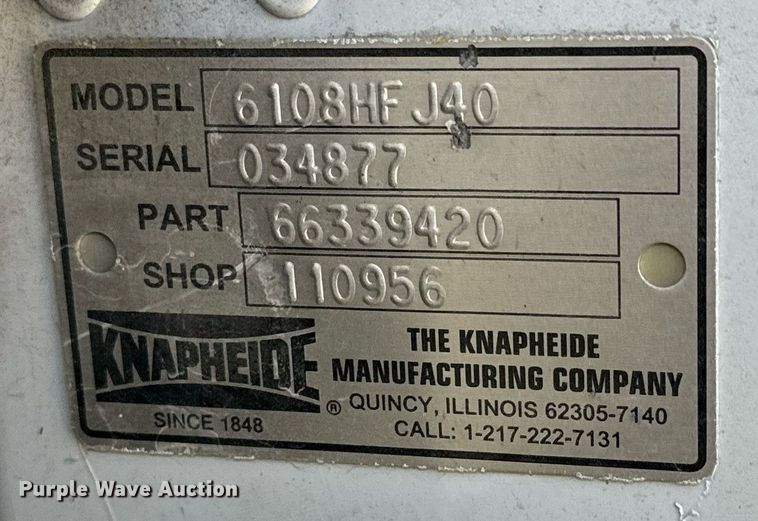 MODEL 6108HFJ40
SERIAL 034877
PART 66339420
SHOP 110956
KNAPHEIDE
SINCE 1848
®
THE KNAPHEIDE
MANUFACTURING COMPANY
QUINCY, ILLINOIS 62305-7140
CALL: 1-217-222-7131
Purple Wave Auction